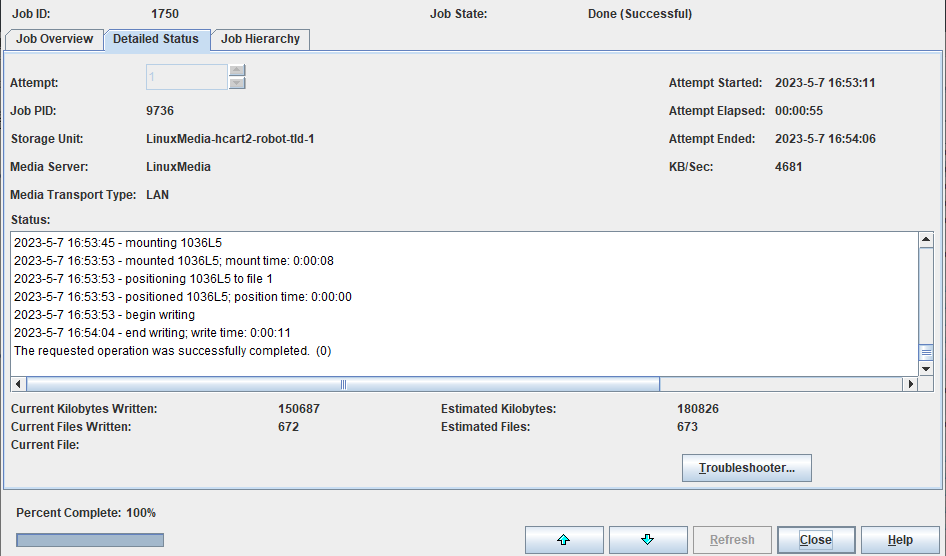 Job ID: 1750 Job State: Done (Successful)
Job Overview Detailed Status Job Hierarchy
Attempt: 1 Attempt Started: 2023-5-7 16:53:11
Job PID: 9736 Attempt Elapsed: 00:00:55
Storage Unit: LinuxMedia-hcart2-robot-tld-1 Attempt Ended: 2023-5-7 16:54:06
Media Server: LinuxMedia KB/Sec: 4681
Media Transport Type: LAN
Status:
2023-5-7 16:53:45 - mounting 1036L5
2023-5-7 16:53:53 - mounted 1036L5; mount time: 0:00:08
2023-5-7 16:53:53 - positioning 1036L5 to file 1
2023-5-7 16:53:53 - positioned 1036L5; position time: 0:00:00
2023-5-7 16:53:53 - begin writing
2023-5-7 16:54:04 - end writing; write time: 0:00:11
The requested operation was successfully completed. (0)
Current Kilobytes Written: 150687 Estimated Kilobytes: 180826
Current Files Written: 672 Estimated Files: 673
Current File:
Troubleshooter...
Percent Complete: 100%
Refresh Close Help